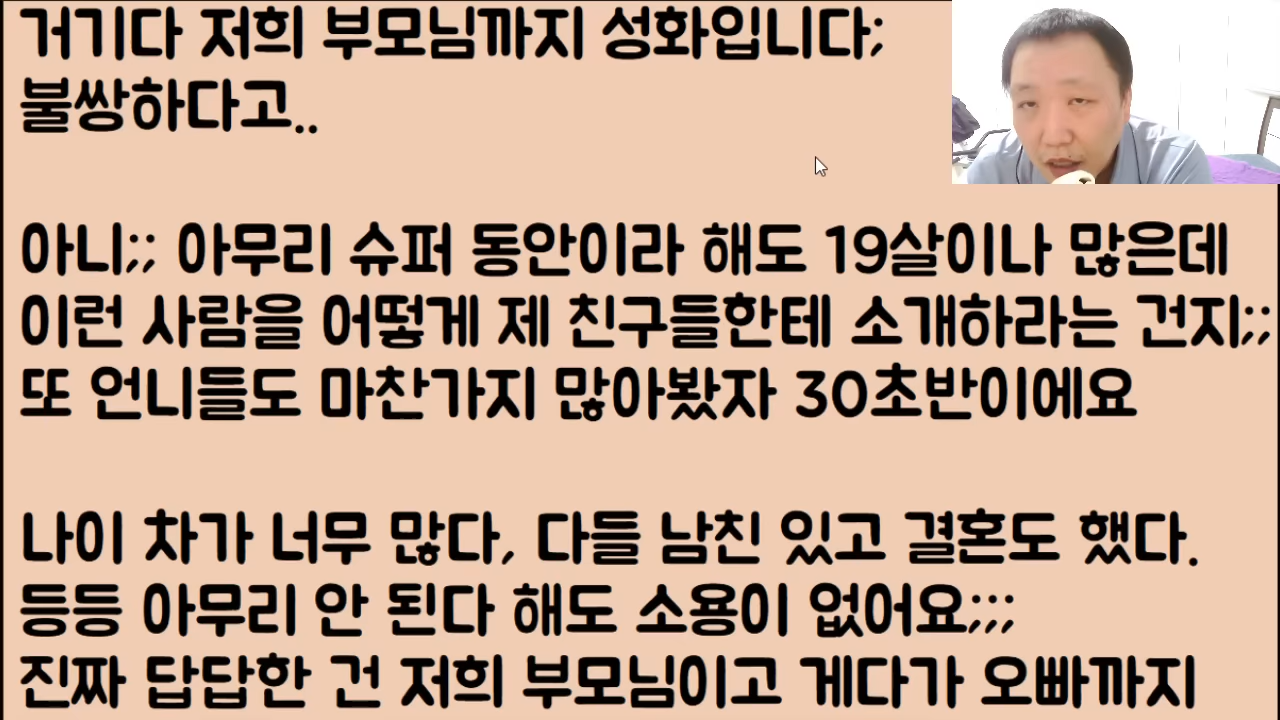 거기다 저희 부모님까지 성화입니다;
불쌍하다고..
아니;; 아무리 슈퍼 동안이라 해도 19살이나 많은데
이런 사람을 어떻게 제 친구들한테 소개하라는 건지;;
또 언니들도 마찬가지 많아봤자 30초반이에요
나이 차가 너무 많다, 다들 남친 있고 결혼도 했다.
등등 아무리 안 된다 해도 소용이 없어요;;;
진짜 답답한 건 저희 부모님이고 게다가 오빠까지